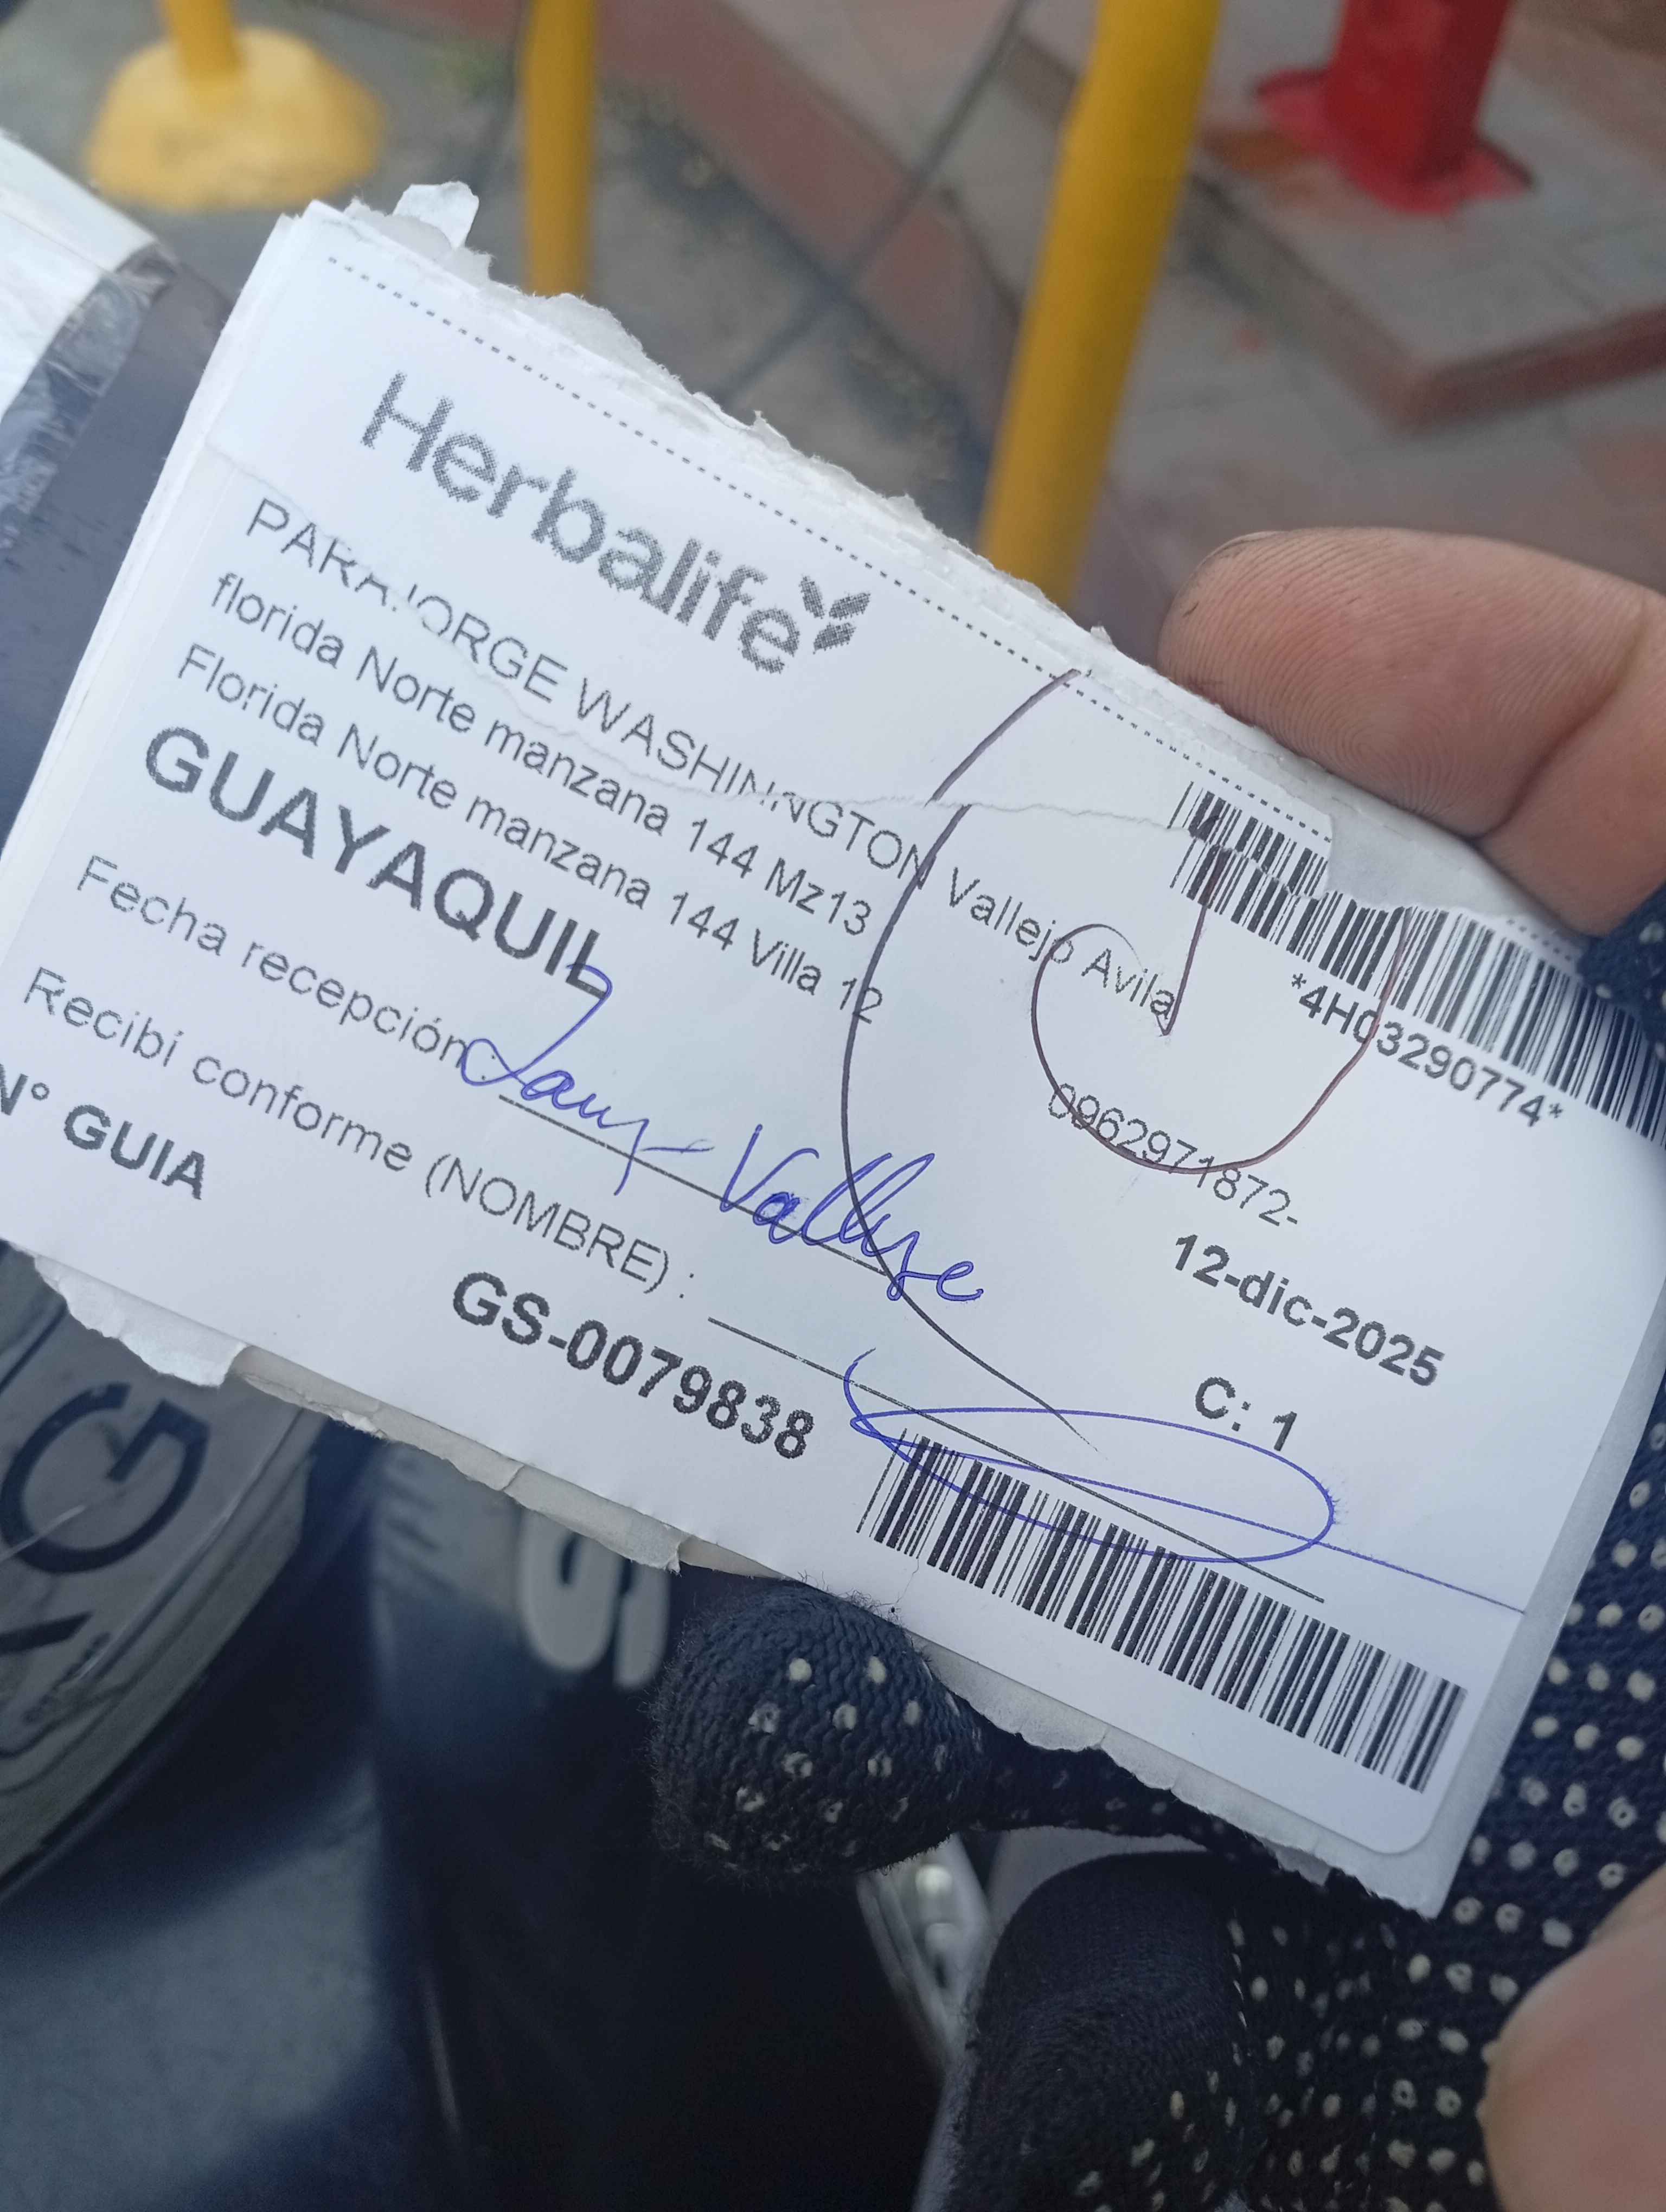 Herbalife
PARA JORGE WASHINNGTON Vallejo Avila
florida Norte manzana 144 Mz13
Florida Norte manzana 144 Villa 12
GUAYAQUIL
*4H03290774*
0962971872-
12-dic-2025
C: 1
Fecha recepción:
Recibí conforme (NOMBRE) :
N° GUIA
GS-0079838
G
S